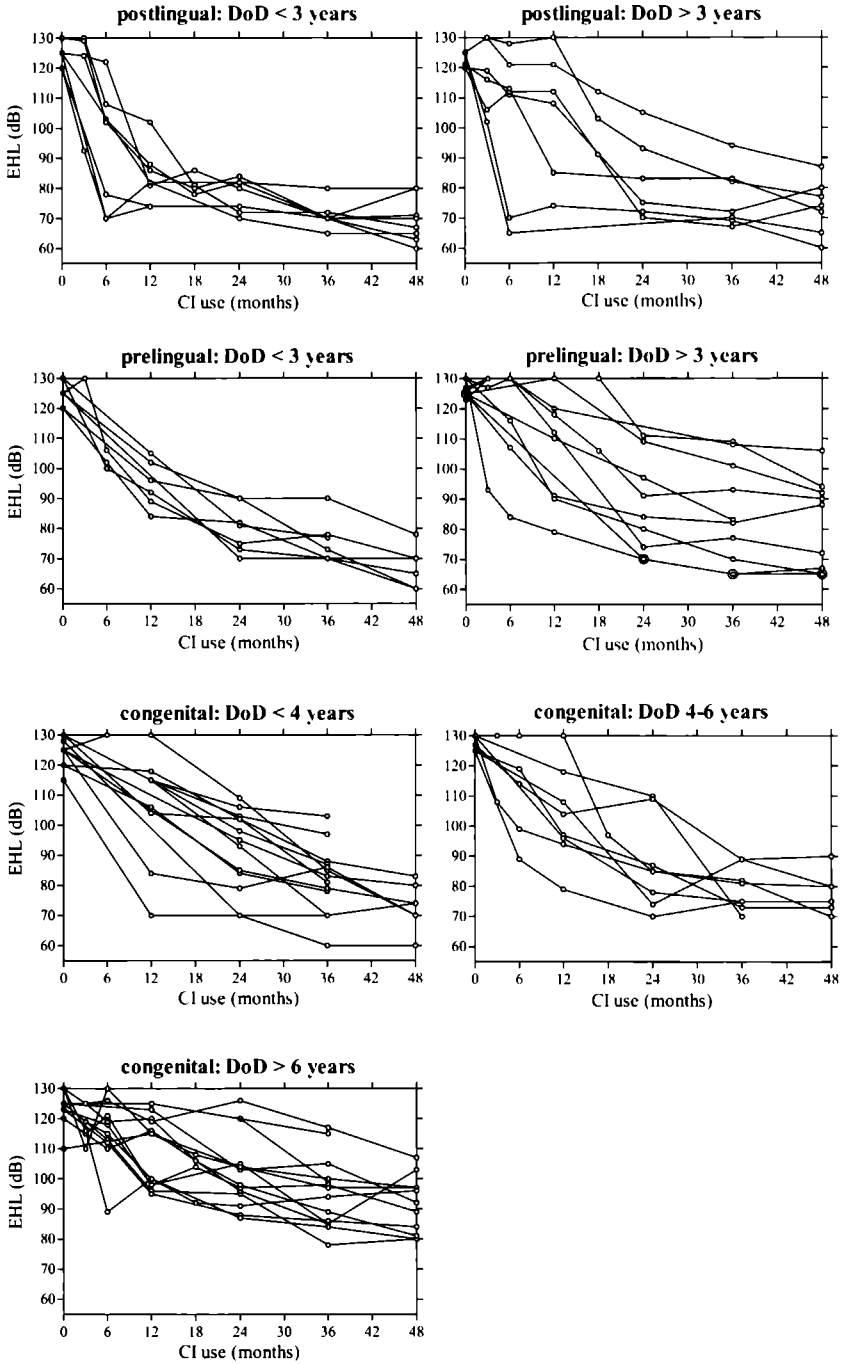 postlingual: DoD < 3 years
130
120
110
100
90
80
70
60
EHL (dB)
0 6 12 18 24 30 36 42 48
CI use (months)
postlingual: DoD > 3 years
130
120
110
100
90
80
70
60
0 6 12 18 24 30 36 42 48
CI use (months)
prelingual: DoD < 3 years
130
120
110
100
90
80
70
60
EHL (dB)
0 6 12 18 24 30 36 42 48
CI use (months)
prelingual: DoD > 3 years
130
120
110
100
90
80
70
60
0 6 12 18 24 30 36 42 48
CI use (months)
congenital: DoD < 4 years
130
120
110
100
90
80
70
60
EHL (dB)
0 6 12 18 24 30 36 42 48
CI use (months)
congenital: DoD 4-6 years
130
120
110
100
90
80
70
60
0 6 12 18 24 30 36 42 48
CI use (months)
congenital: DoD > 6 years
130
120
110
100
90
80
70
60
EHL (dB)
0 6 12 18 24 30 36 42 48
CI use (months)